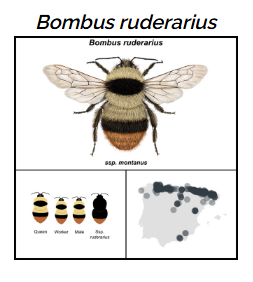 Bombus ruderarius
Bombus ruderarius
ssp. montanus
Queen Worker Male Ssp.
ruderarius